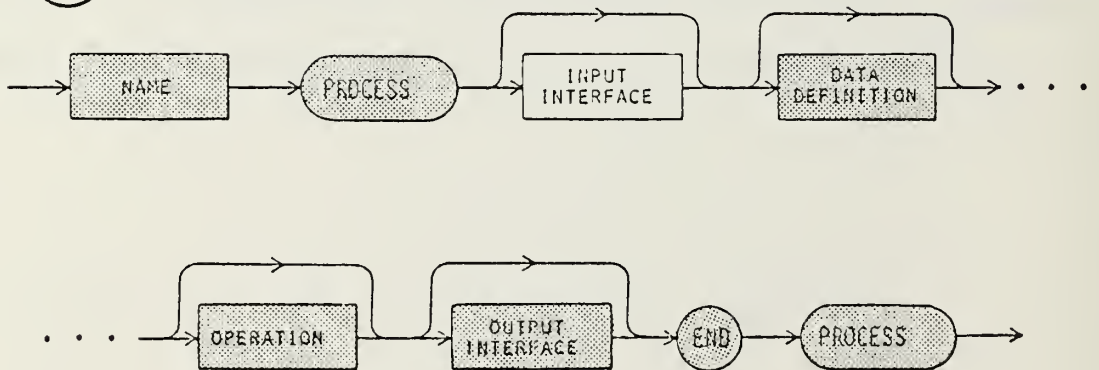 NAME
PROCESS
INPUT
INTERFACE
DATA
DEFINITION
. . .
. . .
OPERATION
OUTPUT
INTERFACE
END
PROCESS